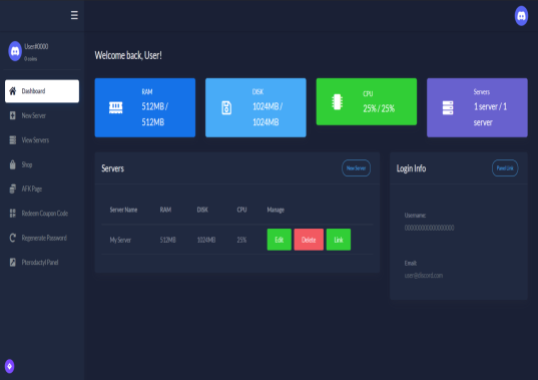 User#0000
0 coins
Dashboard
New Server
View Servers
Shop
AFK Page
Redeem Coupon Code
Regenerate Password
Pterodactyl Panel
Welcome back, User!
RAM
512MB /
512MB
DISK
1024MB /
1024MB
CPU
25% / 25%
Servers
1 server / 1
server
Servers
New Server
Server Name RAM DISK CPU Manage
My Server 512MB 1024MB 25% Edit Delete Link
Login Info
Panel Link
Username:
Email:
user@discord.com